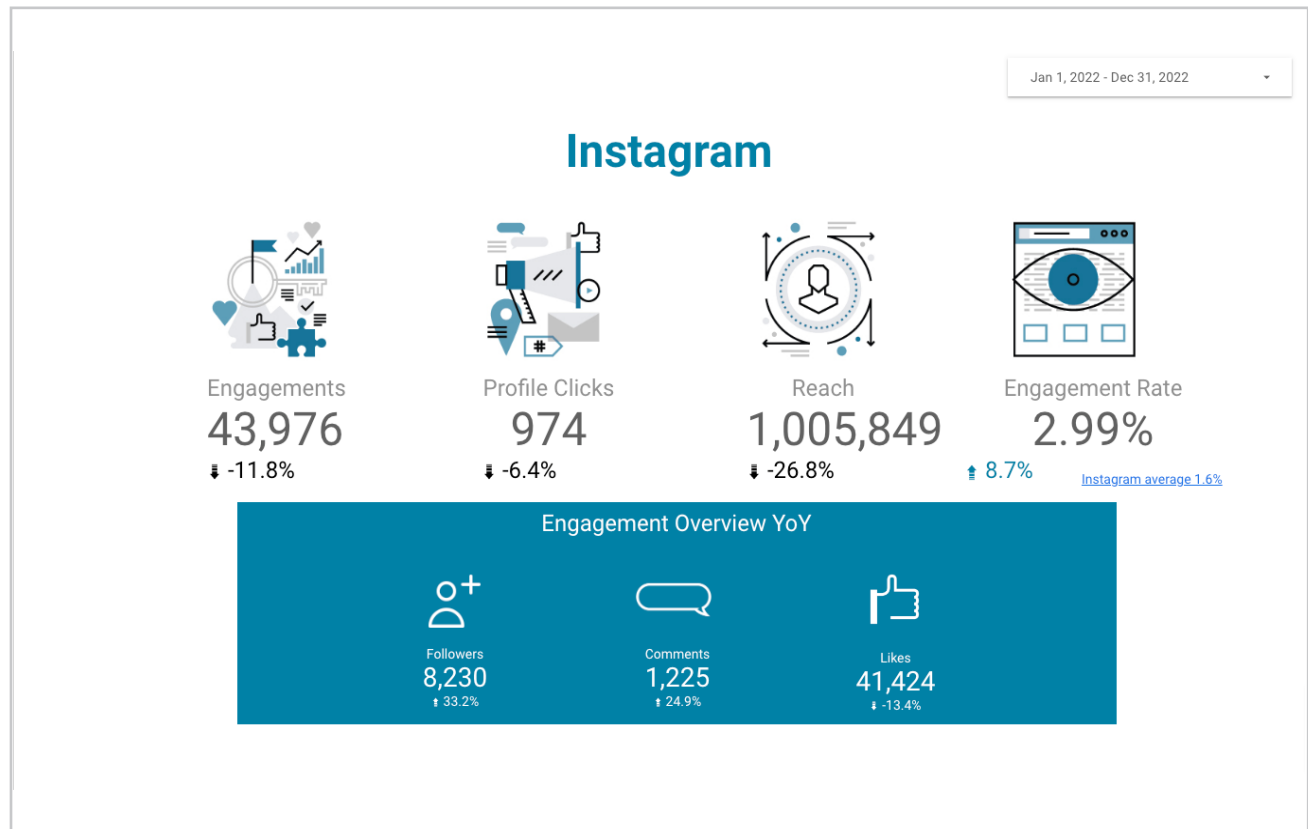 Jan 1, 2022 - Dec 31, 2022
Instagram
Engagements
43,976
-11.8%
Profile Clicks
974
-6.4%
Reach
1,005,849
-26.8%
Engagement Rate
2.99%
8.7%
Instagram average 1.6%
#
Engagement Overview YoY
Followers
8,230
33.2%
Comments
1,225
24.9%
Likes
41,424
-13.4%